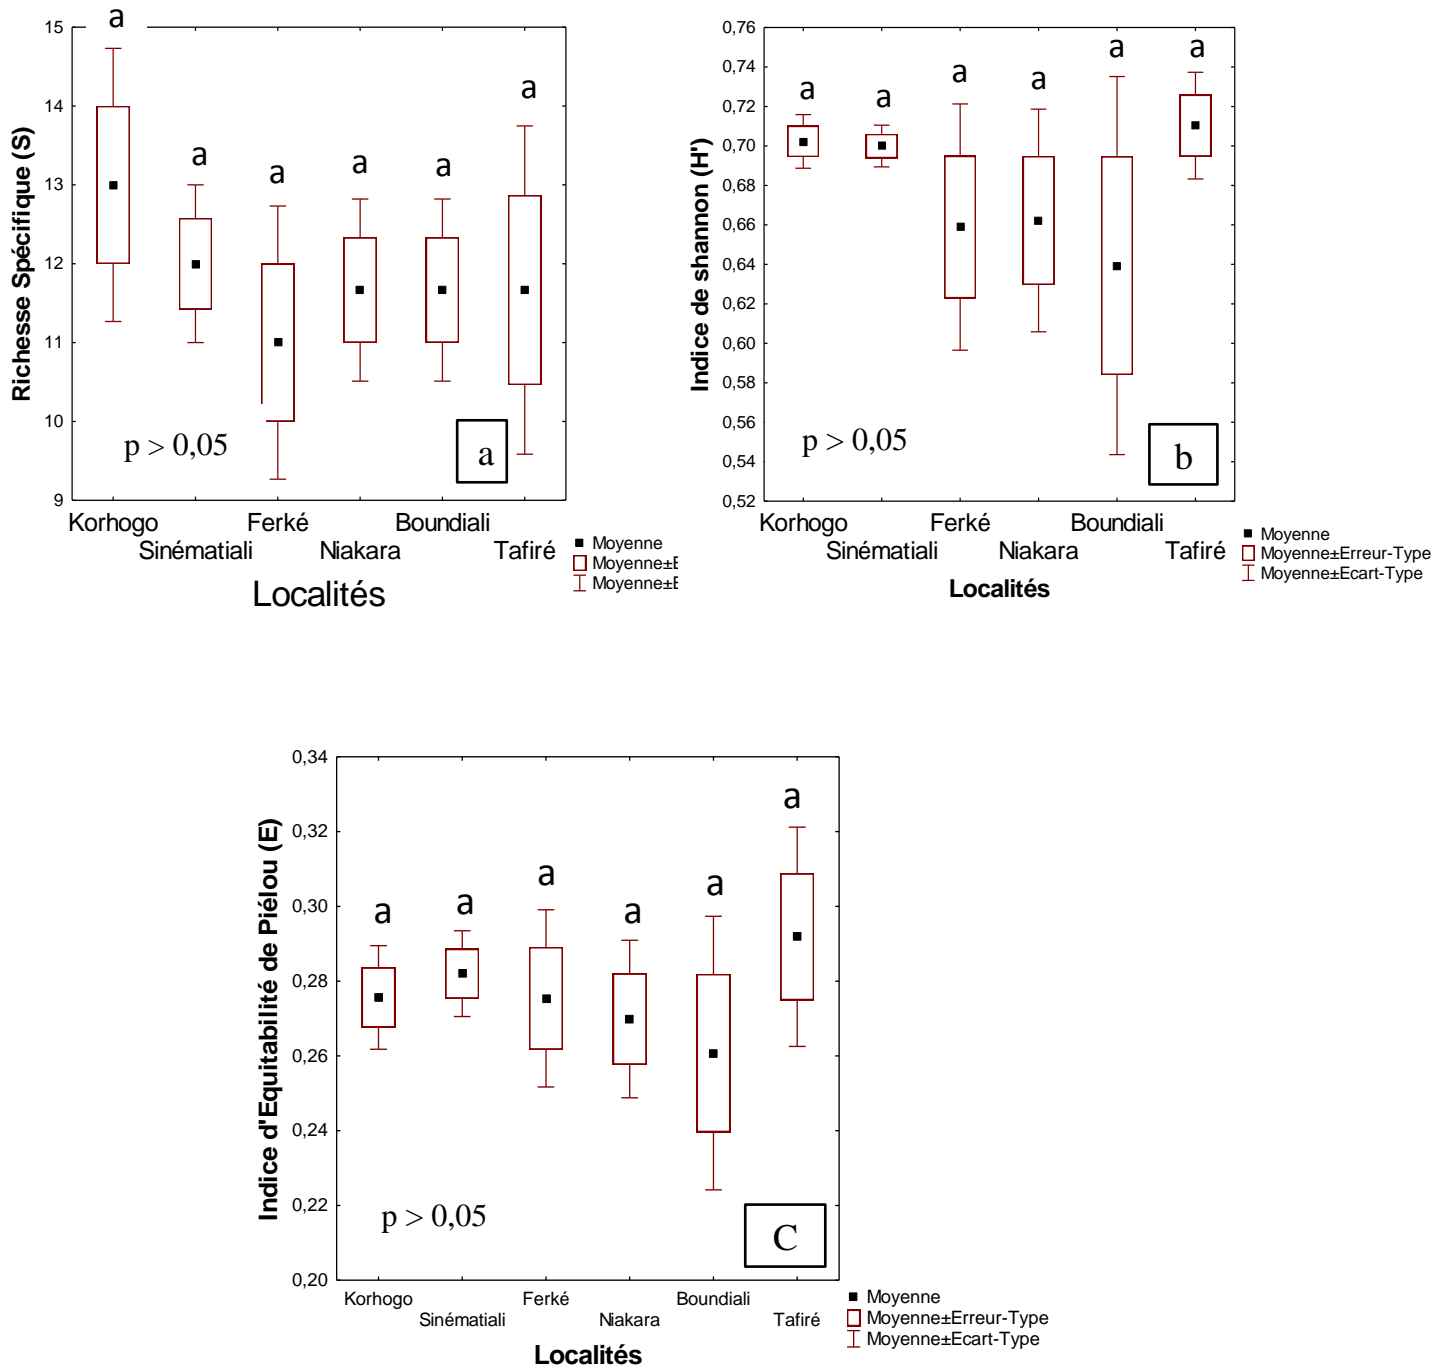 Richesse Spécifique (S)
15
14
13
12
11
10
9
a
a
a
a
a
a
p > 0,05
a
Korhogo
Sinématiali
Ferké
Niakara
Boundiali
Tafiré
Localités
Moyenne
Moyenne±E
Moyenne±E
Indice de shannon (H')
0,76
0,74
0,72
0,70
0,68
0,66
0,64
0,62
0,60
0,58
0,56
0,54
0,52
a
a
a
a
a
a
p > 0,05
b
Korhogo
Sinématiali
Ferké
Niakara
Boundiali
Tafiré
Localités
Moyenne
Moyenne±Erreur-Type
Moyenne±Ecart-Type
Indice d'Equitabilité de Piélou (E)
0,34
0,32
0,30
0,28
0,26
0,24
0,22
0,20
a
a
a
a
a
a
p > 0,05
C
Korhogo
Sinématiali
Ferké
Niakara
Boundiali
Tafiré
Localités
Moyenne
Moyenne±Erreur-Type
Moyenne±Ecart-Type